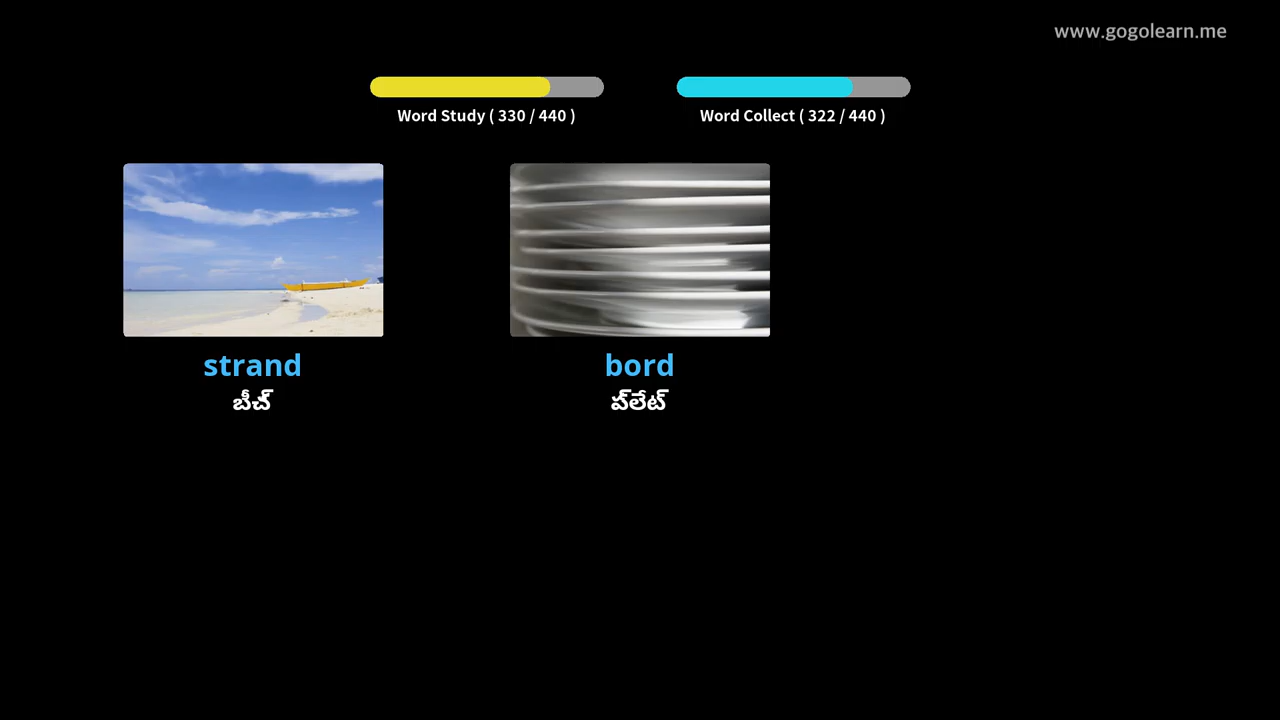 www.gogolearn.me
Word Study ( 330 / 440 )
Word Collect ( 322 / 440 )
strand
bord
బీచ్
ప్‌లేట్